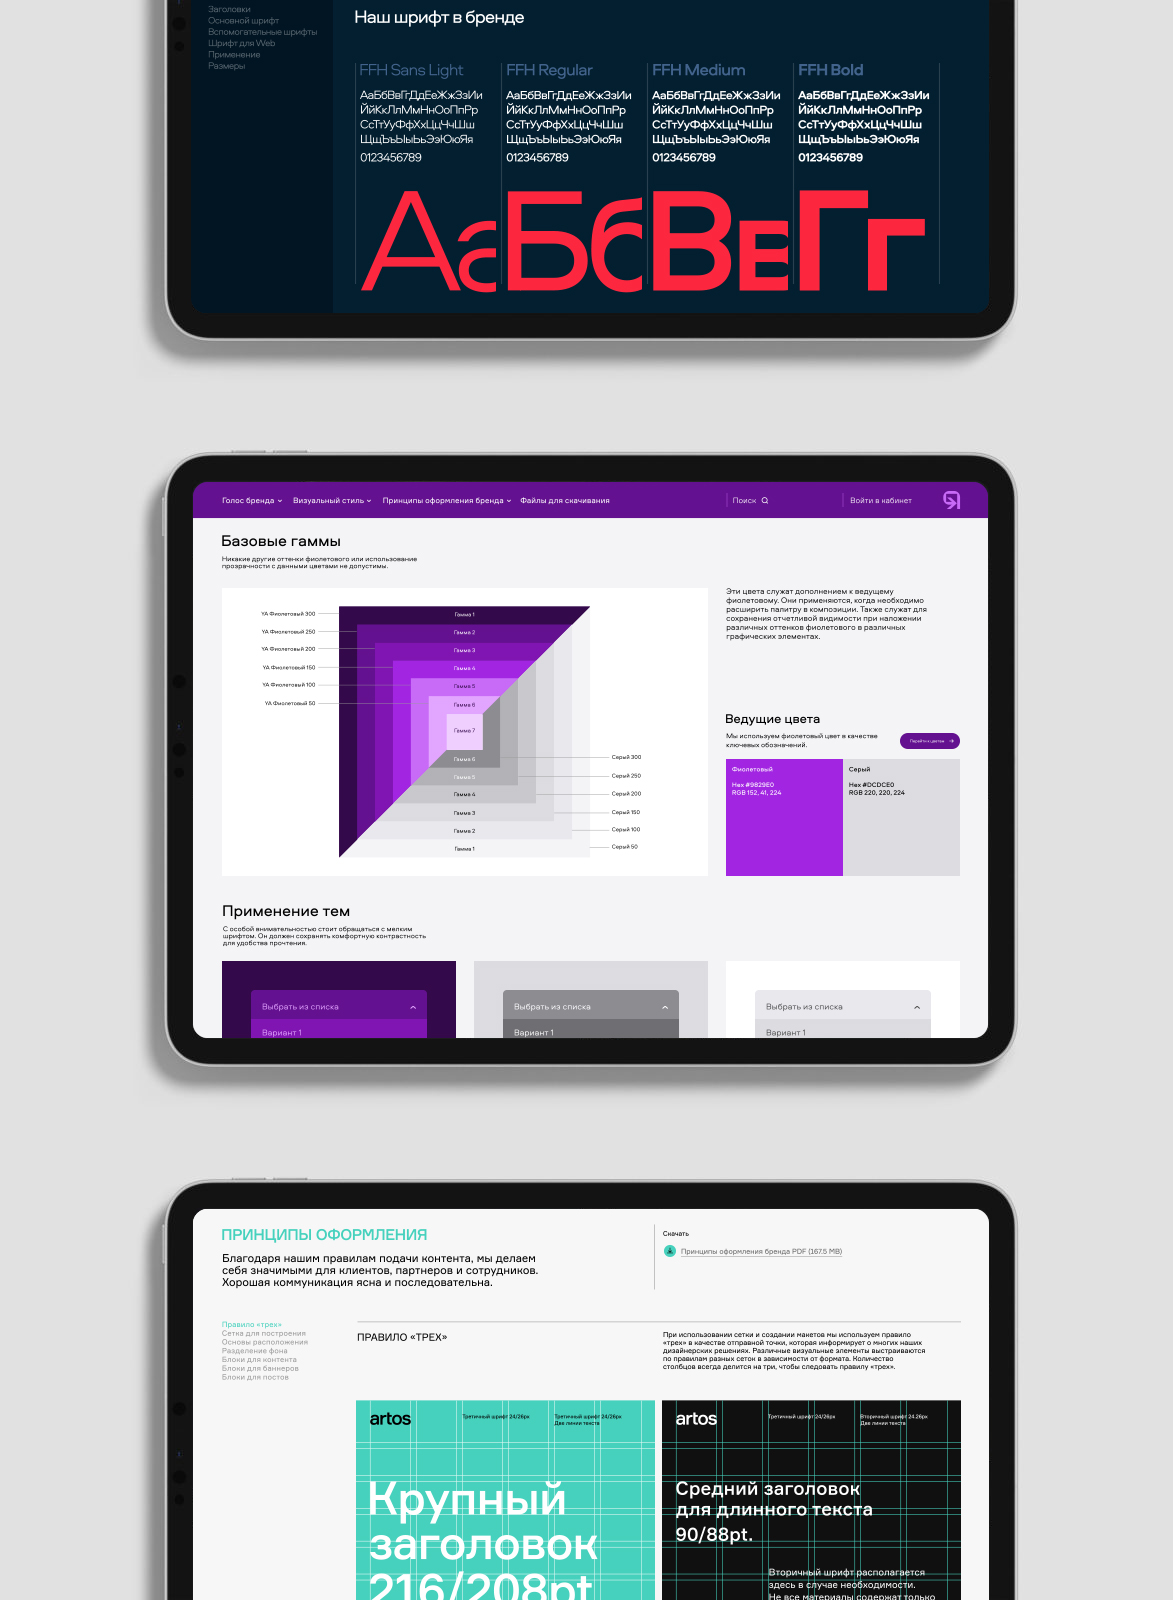 Заголовки
Основной шрифт
Вспомогательные шрифты
Шрифт для Web
Применение
Размеры
Наш шрифт в бренде
FFH Sans Light
АаБбВвГгДдЕеЖжЗзИи
ЙйКкЛлМмНнОоПпРр
СсТтУуФфХхЦцЧчШш
ЩщЪъЫыЬьЭэЮюЯя
0123456789
Аа
FFH Regular
АаБбВвГгДдЕеЖжЗзИи
ЙйКкЛлМмНнОоПпРр
СсТтУуФфХхЦцЧчШш
ЩщЪъЫыЬьЭэЮюЯя
0123456789
Бб
FFH Medium
АаБбВвГгДдЕеЖжЗзИи
ЙйКкЛлМмНнОоПпРр
СсТтУуФфХхЦцЧчШш
ЩщЪъЫыЬьЭэЮюЯя
0123456789
Вв
FFH Bold
АаБбВвГгДдЕеЖжЗзИи
ЙйКкЛлМмНнОоПпРр
СсТтУуФфХхЦцЧчШш
ЩщЪъЫыЬьЭэЮюЯя
0123456789
Гг
Голос бренда Визуальный стиль Принципы оформления бренда Файлы для скачивания Поиск Войти в кабинет
Базовые гаммы
Никакие другие оттенки фиолетового или использование
прозрачности с данными цветами не допустимы.
YA Фиолетовый 300
YA Фиолетовый 250
YA Фиолетовый 200
YA Фиолетовый 150
YA Фиолетовый 100
YA Фиолетовый 50
Гамма 1
Гамма 2
Гамма 3
Гамма 4
Гамма 5
Гамма 6
Гамма 7
Гамма 6
Гамма 5
Гамма 4
Гамма 3
Гамма 2
Гамма 1
Серый 300
Серый 250
Серый 200
Серый 150
Серый 100
Серый 50
Эти цвета служат дополнением к ведущему
фиолетовому. Они применяются, когда необходимо
расширить палитру в композиции. Также служат для
сохранения отчетливой видимости при наложении
различных оттенков фиолетового в различных
графических элементах.
Ведущие цвета
Мы используем фиолетовый цвет в качестве
ключевых обозначений.
Перейти к цветам
Фиолетовый
Hex #9829E0
RGB 152, 41, 224
Серый
Hex #DCDCE0
RGB 220, 220, 224
Применение тем
С особой внимательностью стоит обращаться с мелким
шрифтом. Он должен сохранять комфортную контрастность
для удобства прочтения.
Выбрать из списка
Вариант 1
Выбрать из списка
Вариант 1
Выбрать из списка
Вариант 1
ПРИНЦИПЫ ОФОРМЛЕНИЯ
Благодаря нашим правилам подачи контента, мы делаем
себя значимыми для клиентов, партнеров и сотрудников.
Хорошая коммуникация ясна и последовательна.
Скачать
Принципы оформления бренда PDF (167.5 MB)
Правило «трех»
Сетка для построения
Основы расположения
Разделение фона
Блоки для контента
Блоки для баннеров
Блоки для постов
ПРАВИЛО «ТРЕХ»
При использовании сетки и создании макетов мы используем правило
«трех» в качестве отправной точки, которая информирует о многих наших
дизайнерских решениях. Различные визуальные элементы выстраиваются
по правилам разных сеток в зависимости от формата. Количество
столбцов всегда делится на три, чтобы следовать правилу «трех».
artos
Третичный шрифт 24/26px
Третичный шрифт 24/26px
Две линии текста
Крупный
заголовок
216/208pt
artos
Третичный шрифт 24/26px
Вторичный шрифт 24.26px
Две линии текста
Средний заголовок
для длинного текста
90/88pt.
Вторичный шрифт располагается
здесь в случае необходимости.
Не все материалы содержат только